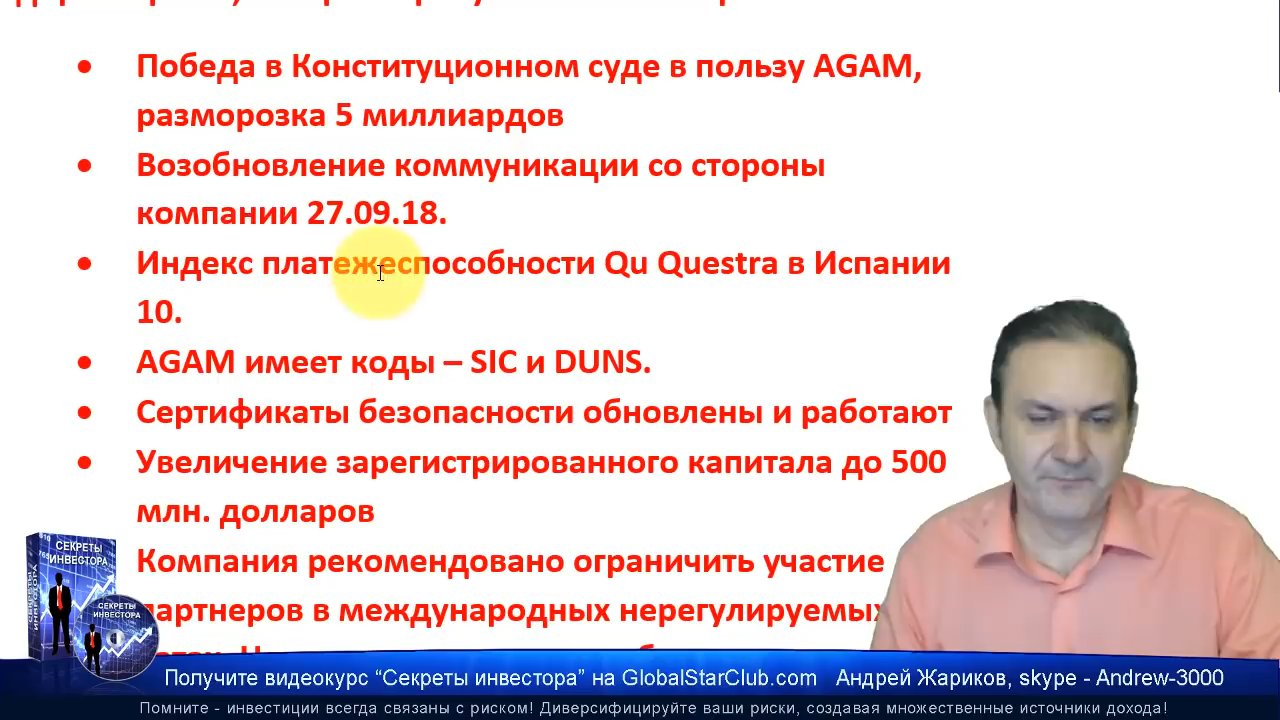 Победа в Конституционном суде в пользу AGAM,
разморозка 5 миллиардов
Возобновление коммуникации со стороны
компании 27.09.18.
Индекс платежеспособности Qu Questra в Испании
10.
AGAM имеет коды – SIC и DUNS.
Сертификаты безопасности обновлены и работают
Увеличение зарегистрированного капитала до 500
млн. долларов
Компания рекомендовано ограничить участие
партнеров в международных нерегулируемых
СЕКРЕТЫ
ИНВЕСТОРА
СЕКРЕТЫ
ИНВЕСТОРА
СЕКРЕТЫ
ИНВЕСТОРА
Получите видеокурс “Секреты инвестора” на GlobalStarClub.com Андрей Жариков, skype - Andrew-3000
Помните - инвестиции всегда связаны с риском! Диверсифицируйте ваши риски, создавая множественные источники дохода!